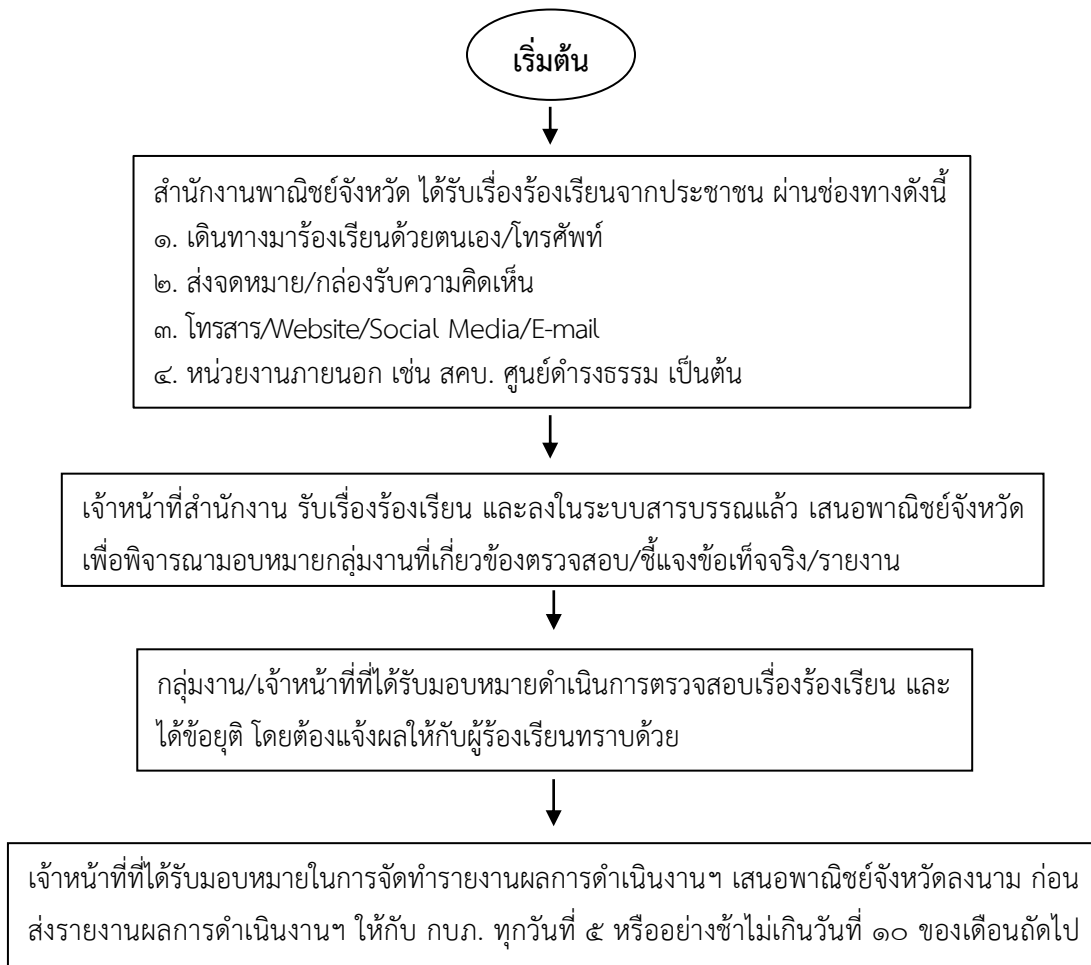 เริ่มต้น
สำนักงานพาณิชย์จังหวัด ได้รับเรื่องร้องเรียนจากประชาชน ผ่านช่องทางดังนี้
๑. เดินทางมาร้องเรียนด้วยตนเอง/โทรศัพท์
๒. ส่งจดหมาย/กล่องรับความคิดเห็น
๓. โทรสาร/Website/Social Media/E-mail
๔. หน่วยงานภายนอก เช่น สคบ. ศูนย์ดำรงธรรม เป็นต้น
เจ้าหน้าที่สำนักงาน รับเรื่องร้องเรียน และลงในระบบสารบรรณแล้ว เสนอพาณิชย์จังหวัด
เพื่อพิจารณามอบหมายกลุ่มงานที่เกี่ยวข้องตรวจสอบ/ชี้แจงข้อเท็จจริง/รายงาน
กลุ่มงาน/เจ้าหน้าที่ที่ได้รับมอบหมายดำเนินการตรวจสอบเรื่องร้องเรียน และ
ได้ข้อยุติ โดยต้องแจ้งผลให้กับผู้ร้องเรียนทราบด้วย
เจ้าหน้าที่ที่ได้รับมอบหมายในการจัดทำรายงานผลการดำเนินงานฯ เสนอพาณิชย์จังหวัดลงนาม ก่อน
ส่งรายงานผลการดำเนินงานฯ ให้กับ กบภ. ทุกวันที่ ๕ หรืออย่างช้าไม่เกินวันที่ ๑๐ ของเดือนถัดไป